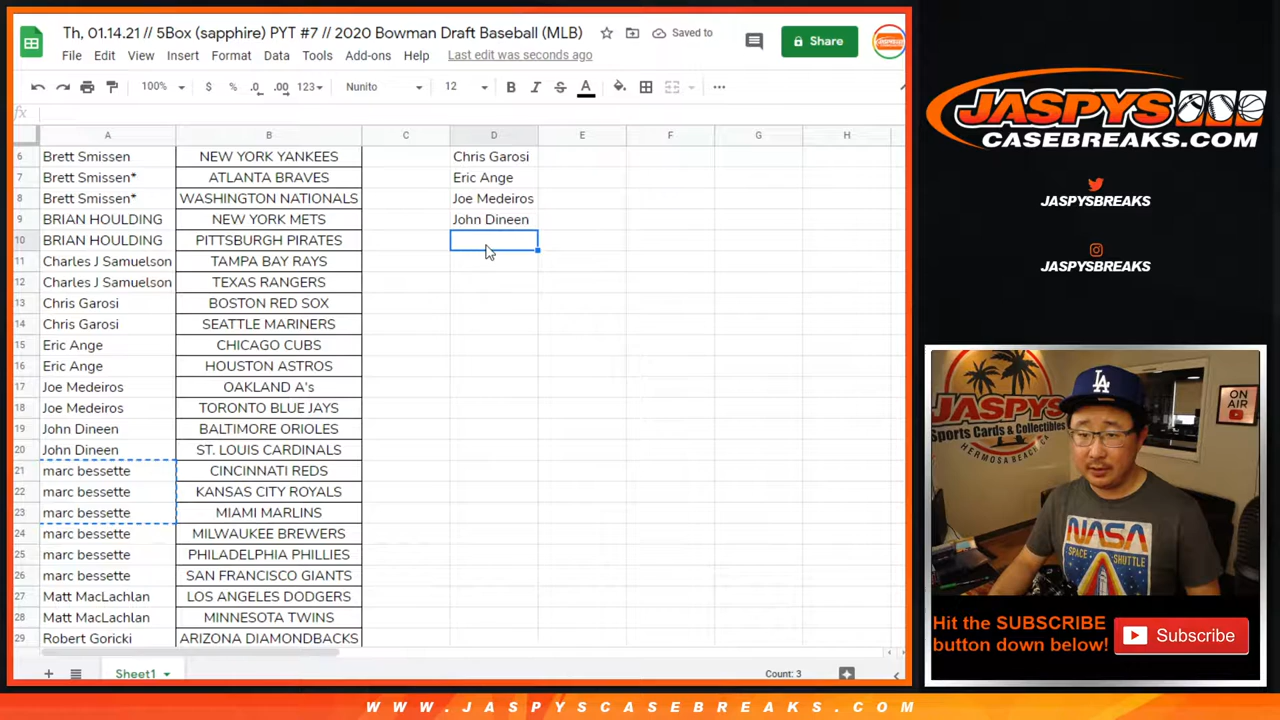 Th, 01.14.21 // 5Box (sapphire) PYT #7 // 2020 Bowman Draft Baseball (MLB)
Saved to
Share
File Edit View Insert Format Data Tools Add-ons Help Last edit was seconds ago
100% $ % .0 .00 123 Nunito 12 B I S A
fx
A B C D E F G H
6 Brett Smissen NEW YORK YANKEES Chris Garosi
7 Brett Smissen* ATLANTA BRAVES Eric Ange
8 Brett Smissen* WASHINGTON NATIONALS Joe Medeiros
9 BRIAN HOULDING NEW YORK METS John Dineen
10 BRIAN HOULDING PITTSBURGH PIRATES
11 Charles J Samuelson TAMPA BAY RAYS
12 Charles J Samuelson TEXAS RANGERS
13 Chris Garosi BOSTON RED SOX
14 Chris Garosi SEATTLE MARINERS
15 Eric Ange CHICAGO CUBS
16 Eric Ange HOUSTON ASTROS
17 Joe Medeiros OAKLAND A's
18 Joe Medeiros TORONTO BLUE JAYS
19 John Dineen BALTIMORE ORIOLES
20 John Dineen ST. LOUIS CARDINALS
21 marc bessette CINCINNATI REDS
22 marc bessette KANSAS CITY ROYALS
23 marc bessette MIAMI MARLINS
24 marc bessette MILWAUKEE BREWERS
25 marc bessette PHILADELPHIA PHILLIES
26 marc bessette SAN FRANCISCO GIANTS
27 Matt MacLachlan LOS ANGELES DODGERS
28 Matt MacLachlan MINNESOTA TWINS
29 Robert Goricki ARIZONA DIAMONDBACKS
Sheet1
Count: 3
JASPYS
CASEBREAKS.COM
JASPYSBREAKS
JASPYSBREAKS
JASPYS
Sports Cards & Collectibles
HERMOSA BEACH CA
ON
AIR
LA
NASA
SPACE SHUTTLE
Hit the SUBSCRIBE
button down below!
Subscribe
WWW.JASPYSCASEBREAKS.COM